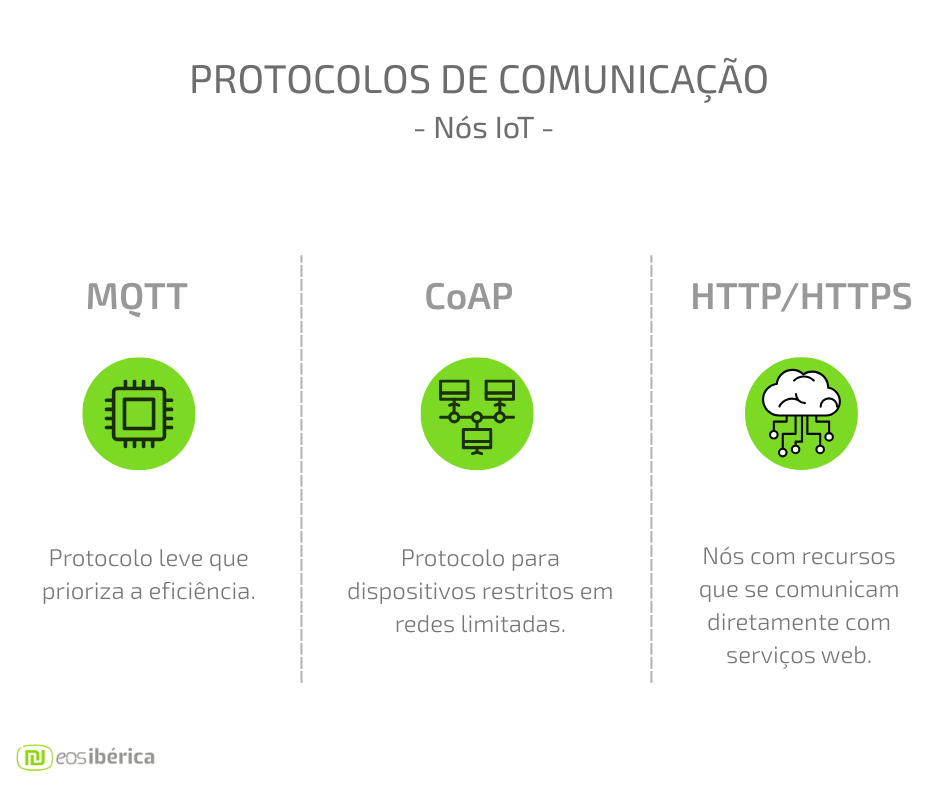 PROTOCOLOS DE COMUNICAÇÃO
- Nós IoT -
MQTT
Protocolo leve que
prioriza a eficiência.
CoAP
Protocolo para
dispositivos restritos em
redes limitadas.
HTTP/HTTPS
Nós com recursos
que se comunicam
diretamente com
serviços web.
eosibérica